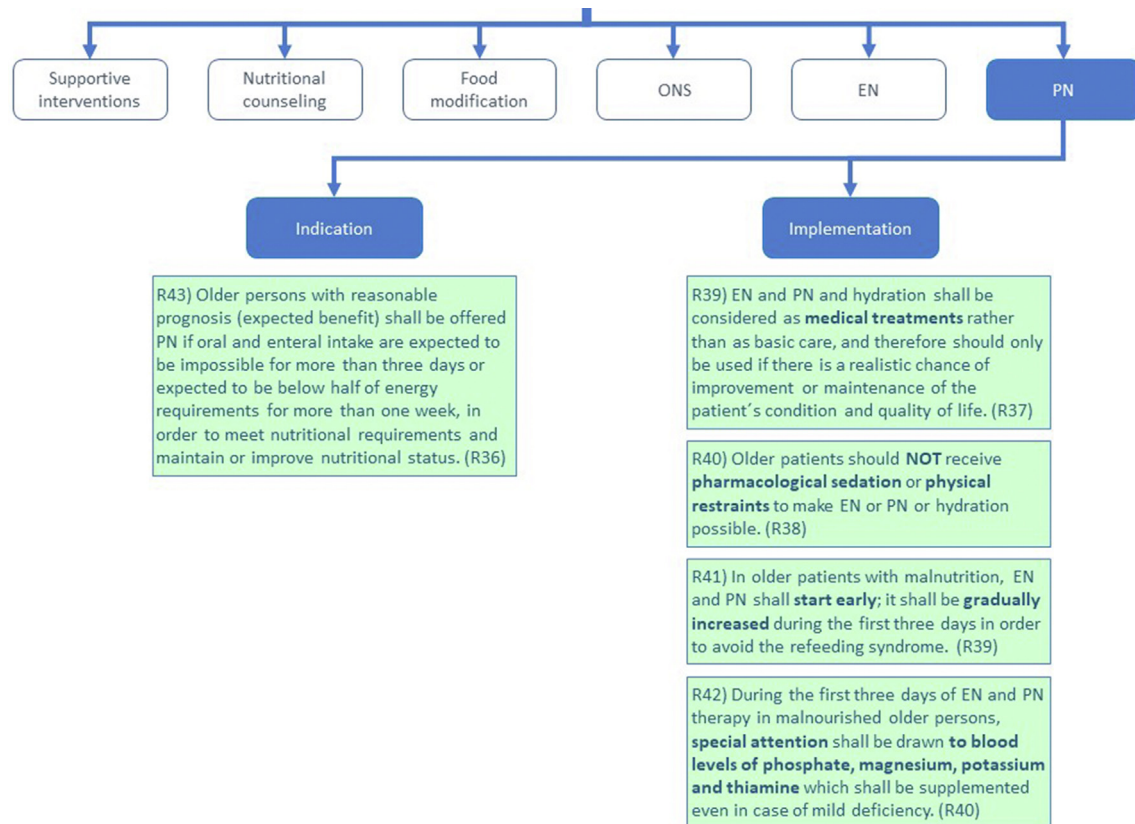 Supportive
interventions
Nutritional
counseling
Food
modification
ONS
EN
PN
Indication
Implementation
R43) Older persons with reasonable
prognosis (expected benefit) shall be offered
PN if oral and enteral intake are expected to
be impossible for more than three days or
expected to be below half of energy
requirements for more than one week, in
order to meet nutritional requirements and
maintain or improve nutritional status. (R36)
R39) EN and PN and hydration shall be
considered as medical treatments rather
than as basic care, and therefore should only
be used if there is a realistic chance of
improvement or maintenance of the
patient´s condition and quality of life. (R37)
R40) Older patients should NOT receive
pharmacological sedation or physical
restraints to make EN or PN or hydration
possible. (R38)
R41) In older patients with malnutrition, EN
and PN shall start early; it shall be gradually
increased during the first three days in order
to avoid the refeeding syndrome. (R39)
R42) During the first three days of EN and PN
therapy in malnourished older persons,
special attention shall be drawn to blood
levels of phosphate, magnesium, potassium
and thiamine which shall be supplemented
even in case of mild deficiency. (R40)